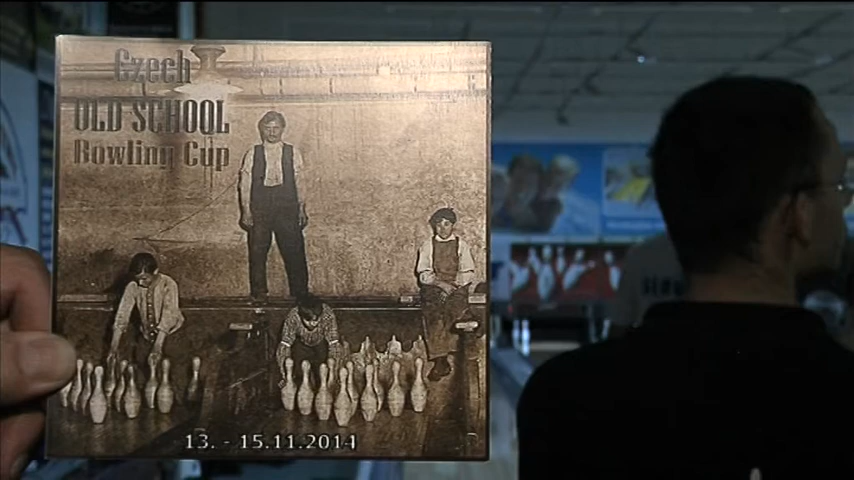 Czech
OLD SCHOOL
Bowling Cup
13. - 15.11.2014